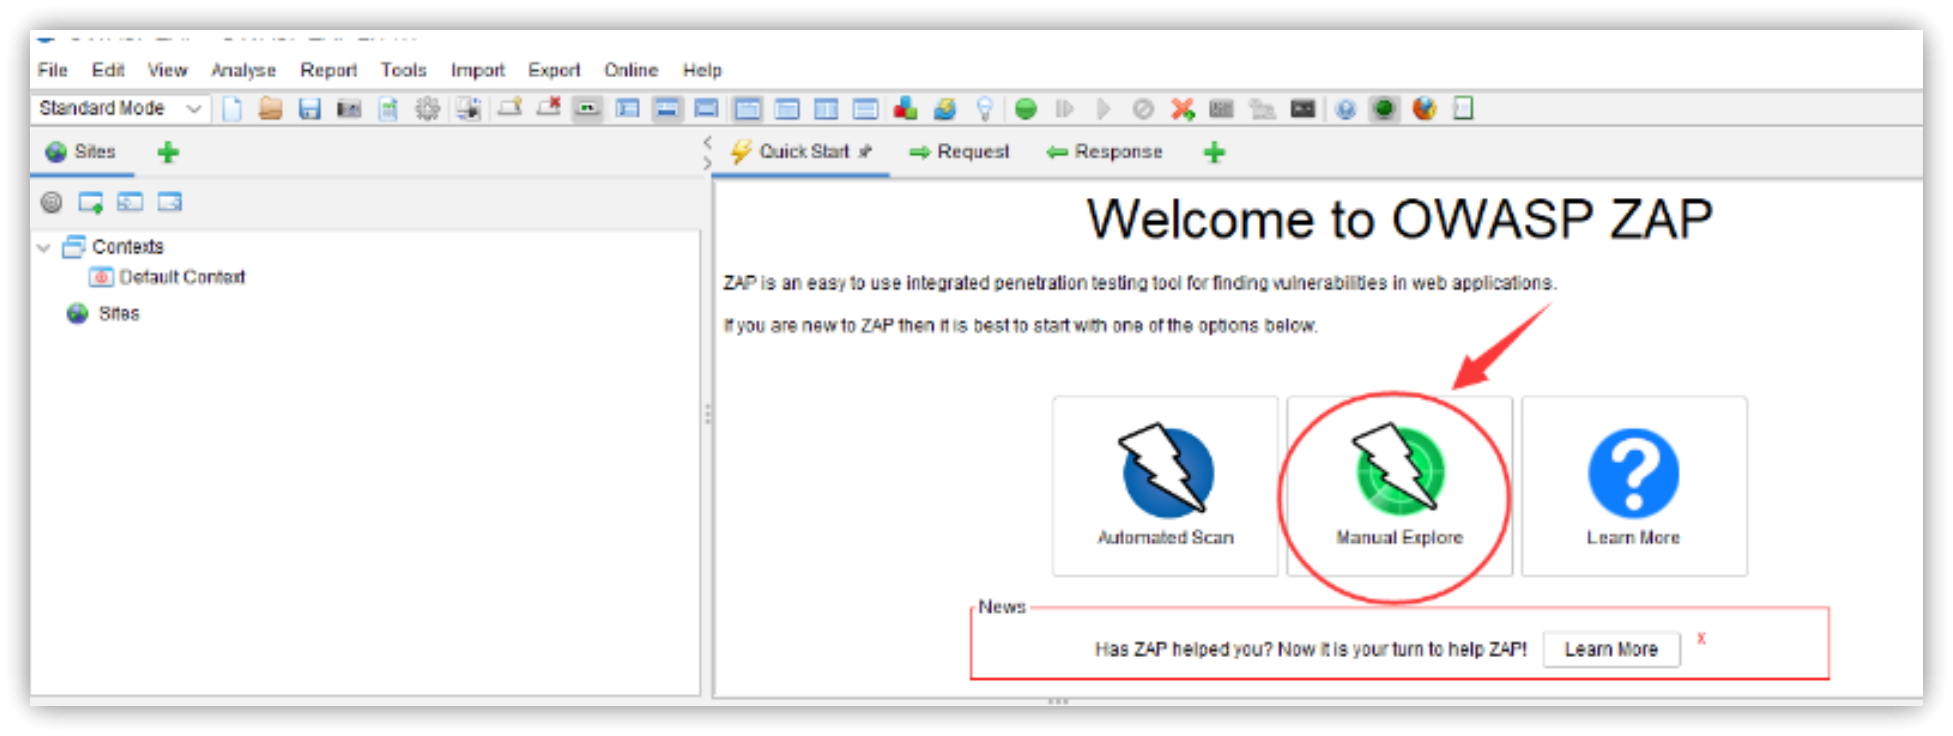 File Edit View Analyse Report Tools Import Export Online Help
Standard Mode
Sites
Quick Start Request Response
Contexts
Default Context
Sites
Welcome to OWASP ZAP
ZAP is an easy to use integrated penetration testing tool for finding vulnerabilities in web applications.
If you are new to ZAP then it is best to start with one of the options below.
Automated Scan Manual Explore Learn More
News
Has ZAP helped you? Now it is your turn to help ZAP! Learn More X